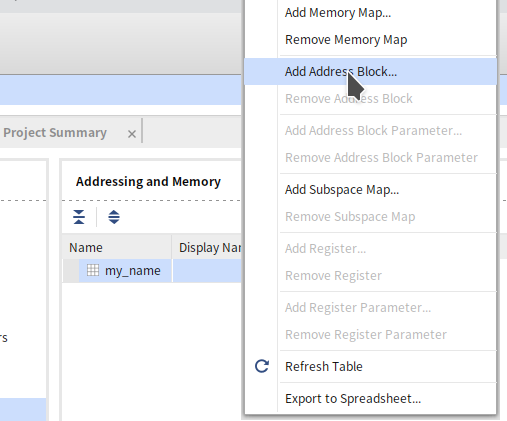 Add Memory Map...
Remove Memory Map
Add Address Block...
Remove Address Block
Project Summary
Add Address Block Parameter...
Remove Address Block Parameter
Addressing and Memory
Add Subspace Map...
Remove Subspace Map
Name Display Nar
Add Register...
my_name
Remove Register
Add Register Parameter...
rs
Remove Register Parameter
Refresh Table
Export to Spreadsheet...